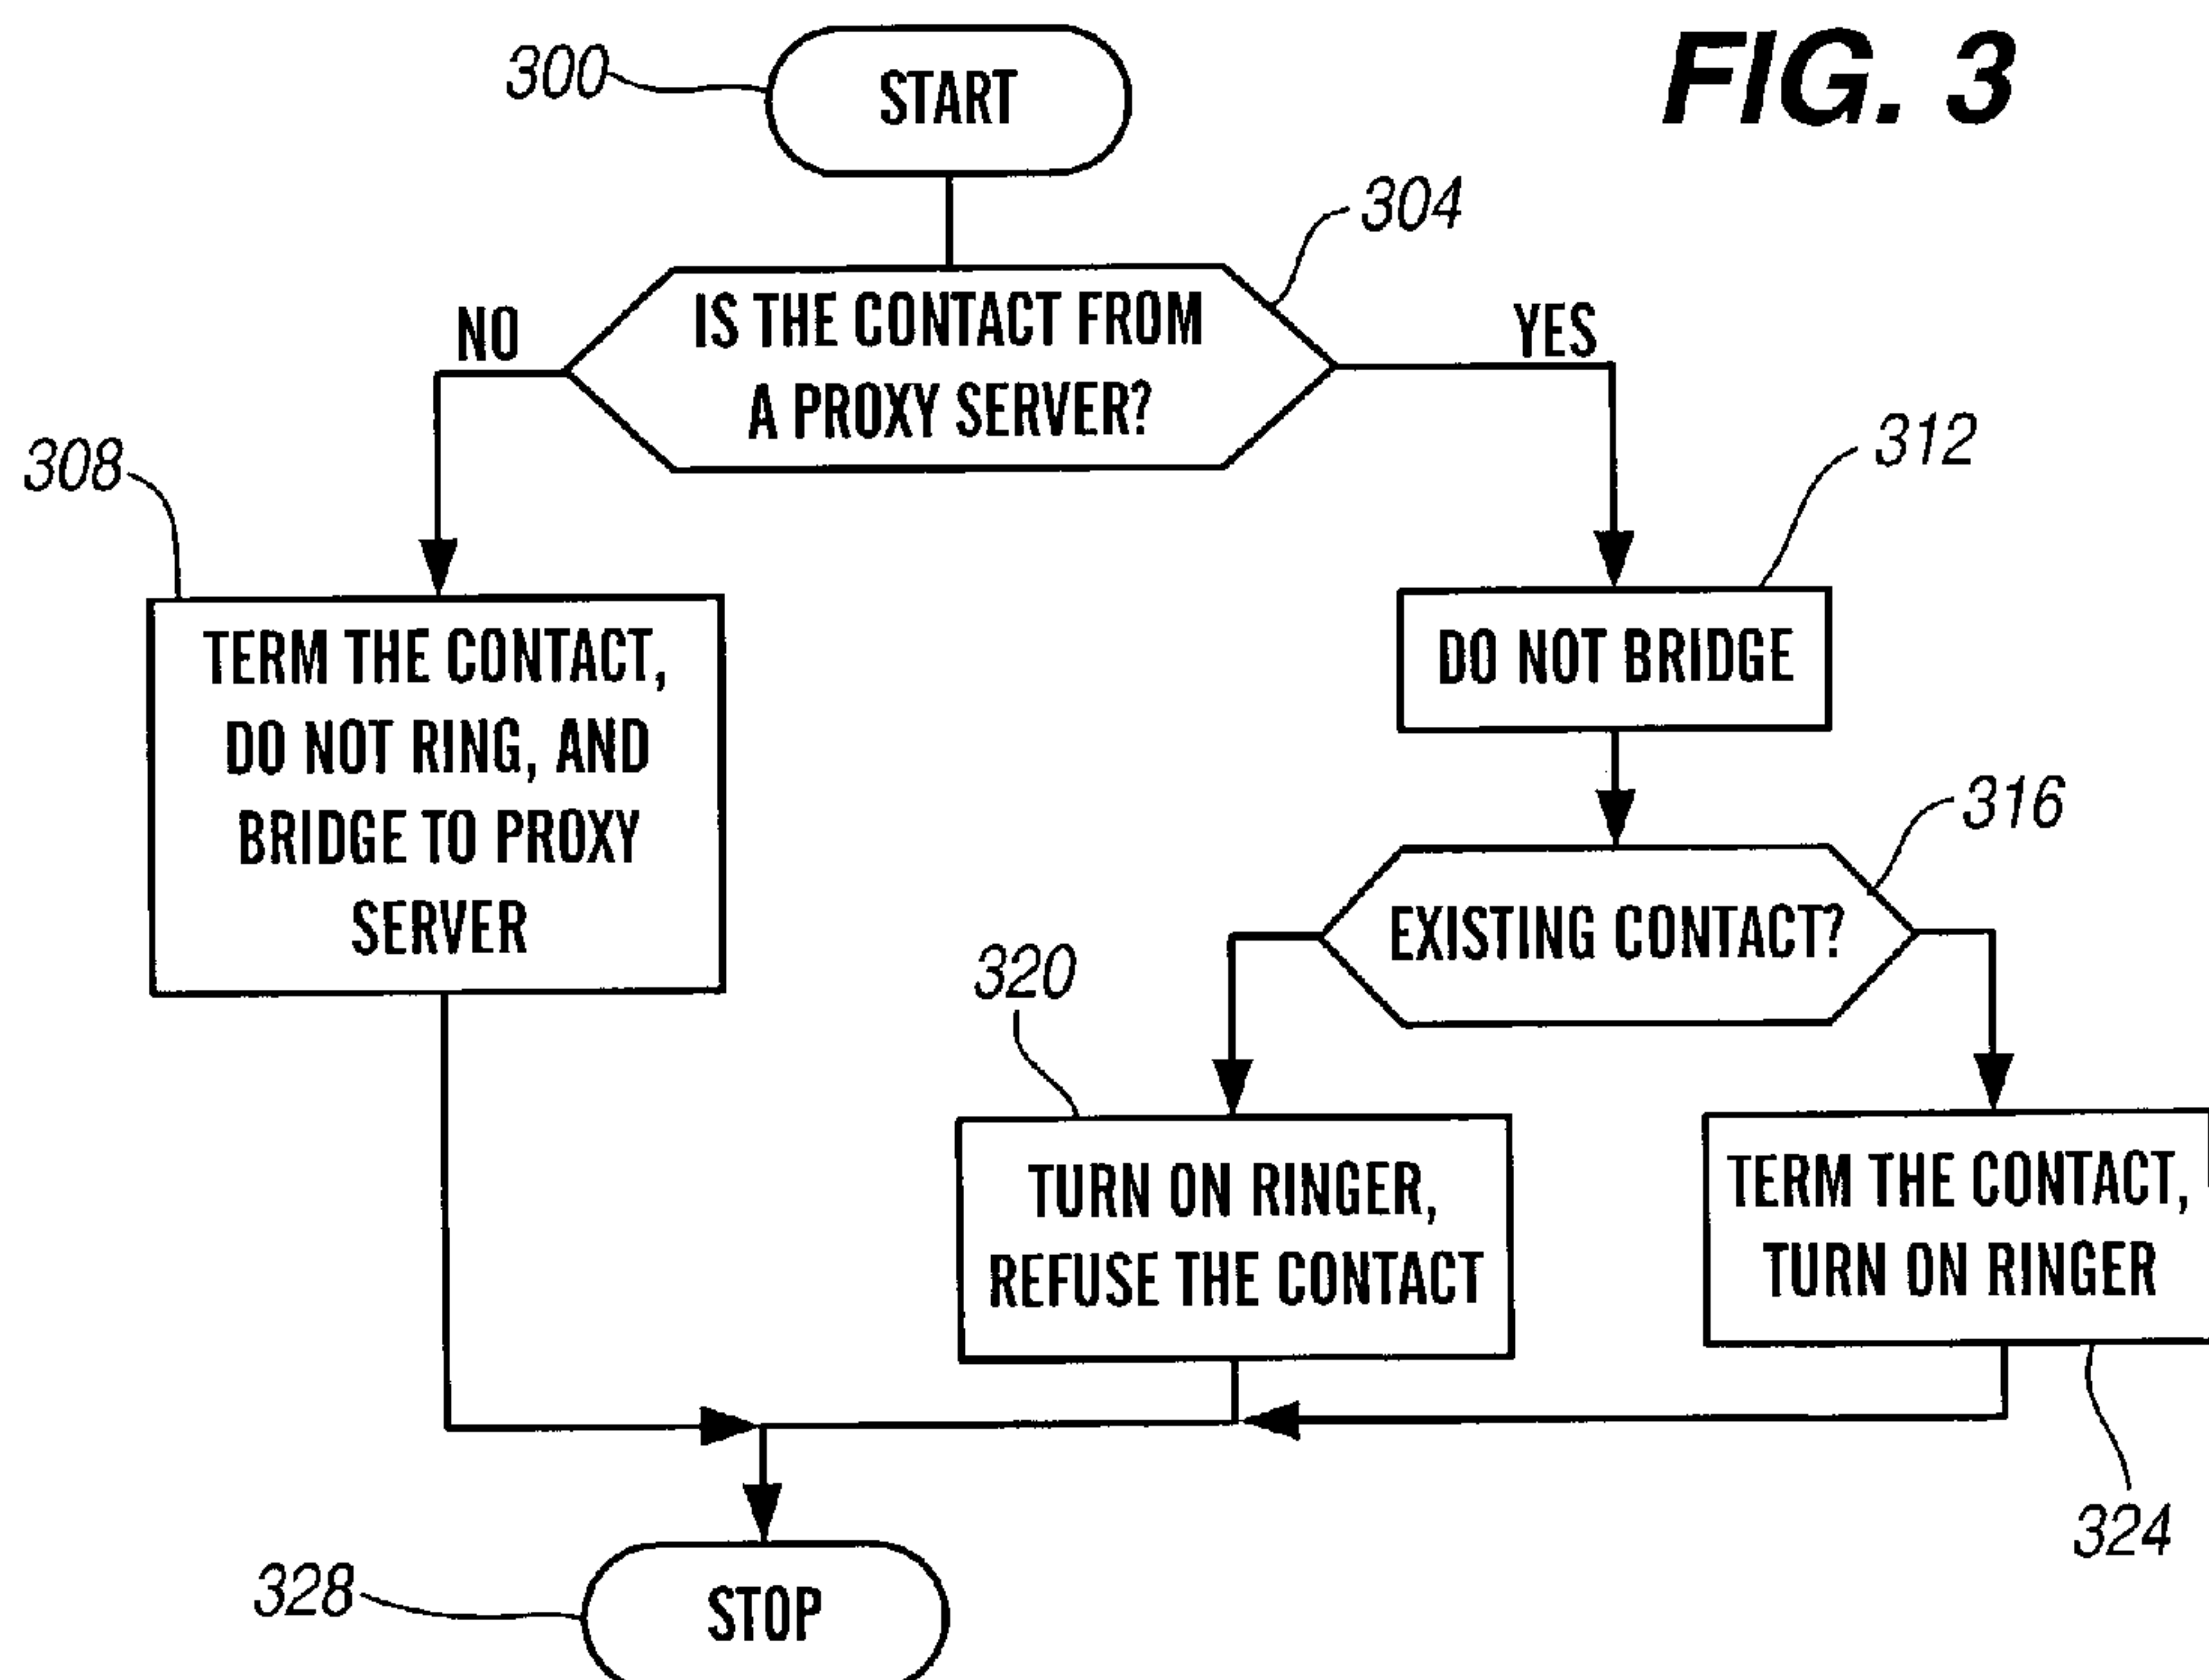 FIG. 3
300
START
304
IS THE CONTACT FROM
A PROXY SERVER?
NO
YES
308
312
TERM THE CONTACT,
DO NOT RING, AND
BRIDGE TO PROXY
SERVER
DO NOT BRIDGE
316
EXISTING CONTACT?
320
TURN ON RINGER,
REFUSE THE CONTACT
TERM THE CONTACT,
TURN ON RINGER
324
328
STOP